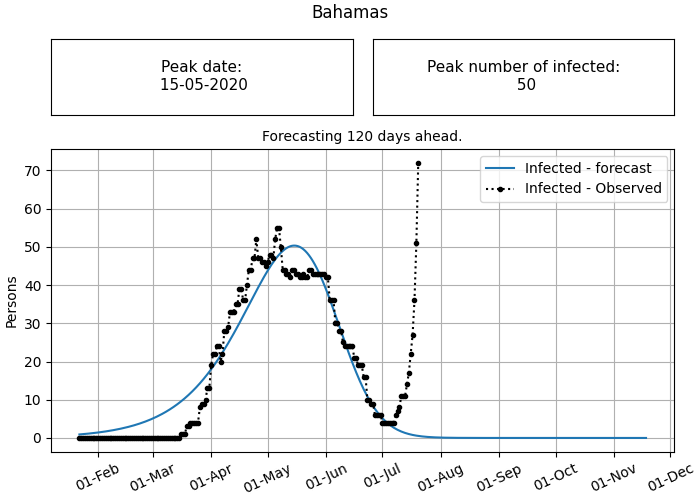 Bahamas
Peak date:
15-05-2020
Peak number of infected:
50
Forecasting 120 days ahead.
Infected - forecast
Infected - Observed
Persons
70
60
50
40
30
20
10
0
01-Feb
01-Mar
01-Apr
01-May
01-Jun
01-Jul
01-Aug
01-Sep
01-Oct
01-Nov
01-Dec